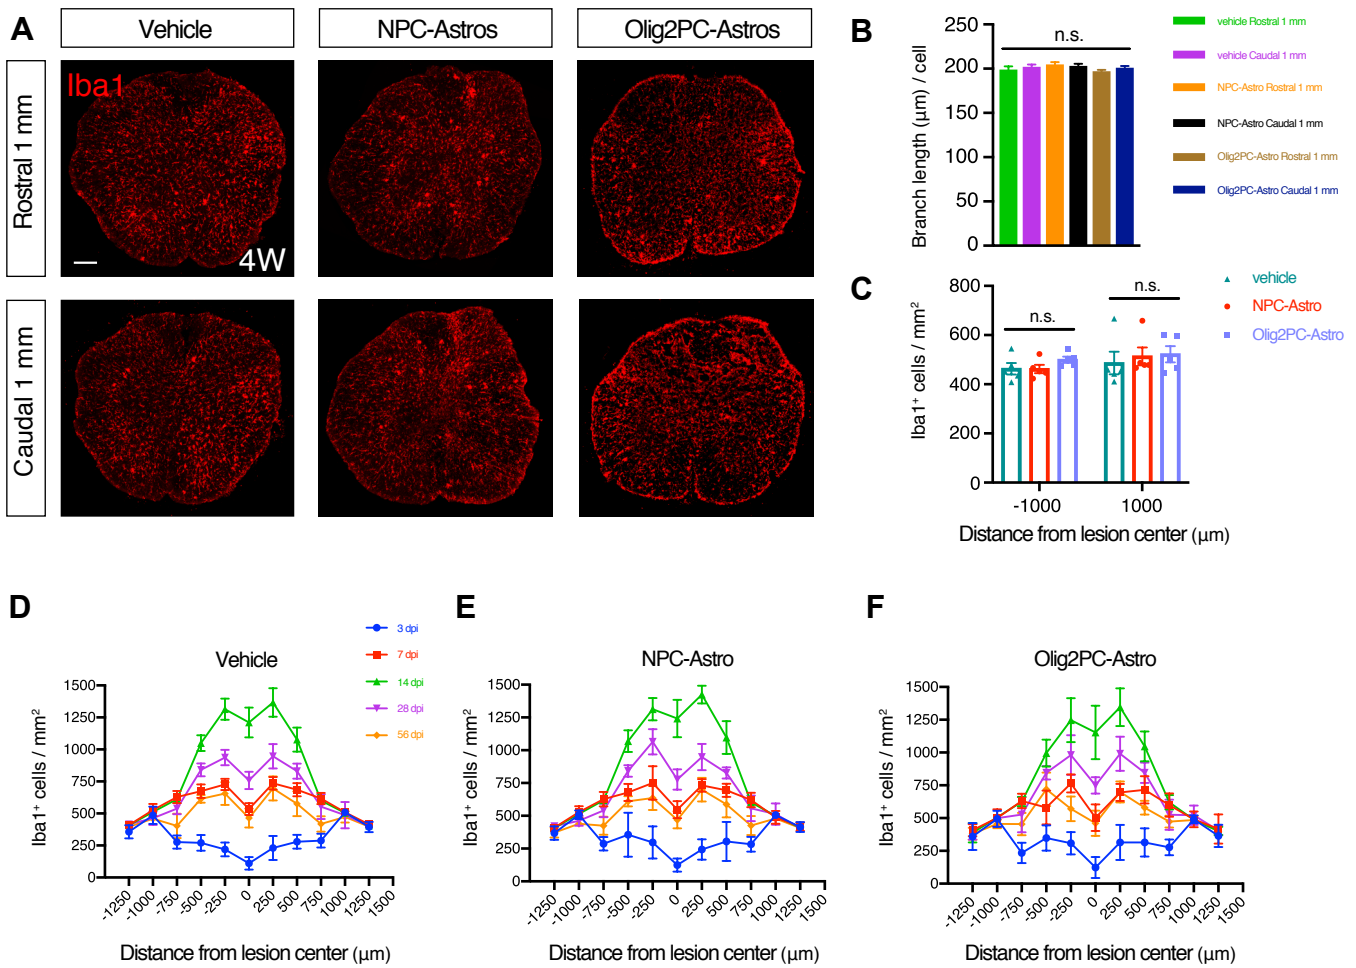 A
Vehicle
NPC-Astros
Olig2PC-Astros
Rostral 1 mm
Iba1
4W
Caudal 1 mm
B
Branch length (µm) / cell
250
200
150
100
50
0
n.s.
vehicle Rostral 1 mm
vehicle Caudal 1 mm
NPC-Astro Rostral 1 mm
NPC-Astro Caudal 1 mm
Olig2PC-Astro Rostral 1 mm
Olig2PC-Astro Caudal 1 mm
C
Iba1⁺ cells / mm²
800
600
400
200
0
n.s.
n.s.
-1000
1000
Distance from lesion center (µm)
vehicle
NPC-Astro
Olig2PC-Astro
D
Vehicle
3 dpi
7 dpi
14 dpi
28 dpi
56 dpi
Iba1⁺ cells / mm²
1500
1250
1000
750
500
250
0
-1250 -1000 -750 -500 -250 0 250 500 750 1000 1250 1500
Distance from lesion center (µm)
E
NPC-Astro
Iba1⁺ cells / mm²
1500
1250
1000
750
500
250
0
-1250 -1000 -750 -500 -250 0 250 500 750 1000 1250 1500
Distance from lesion center (µm)
F
Olig2PC-Astro
Iba1⁺ cells / mm²
1500
1250
1000
750
500
250
0
-1250 -1000 -750 -500 -250 0 250 500 750 1000 1250 1500
Distance from lesion center (µm)